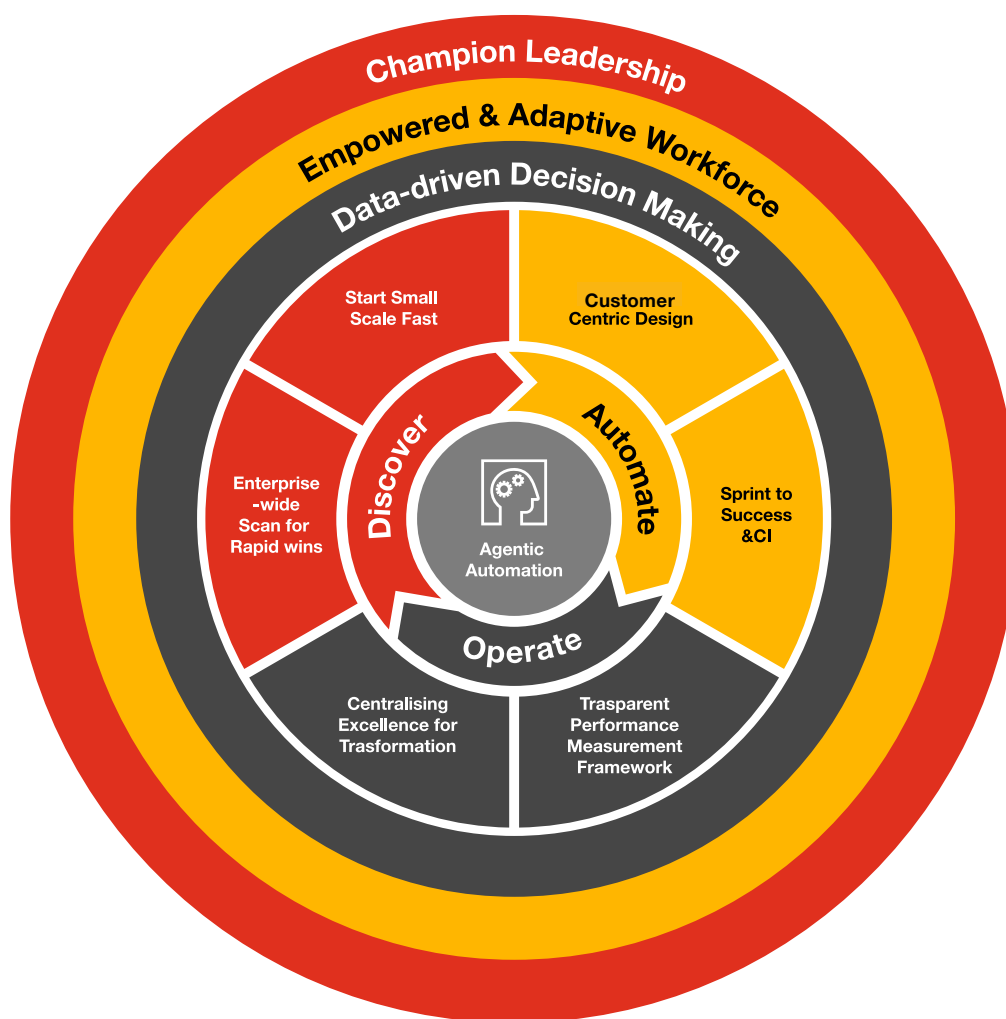 Champion Leadership
Empowered & Adaptive Workforce
Data-driven Decision Making
Start Small
Scale Fast
Customer
Centric Design
Discover
Automate
Enterprise
-wide
Scan for
Rapid wins
Agentic
Automation
Sprint to
Success
&CI
Operate
Centralising
Excellence for
Trasformation
Trasparent
Performance
Measurement
Framework